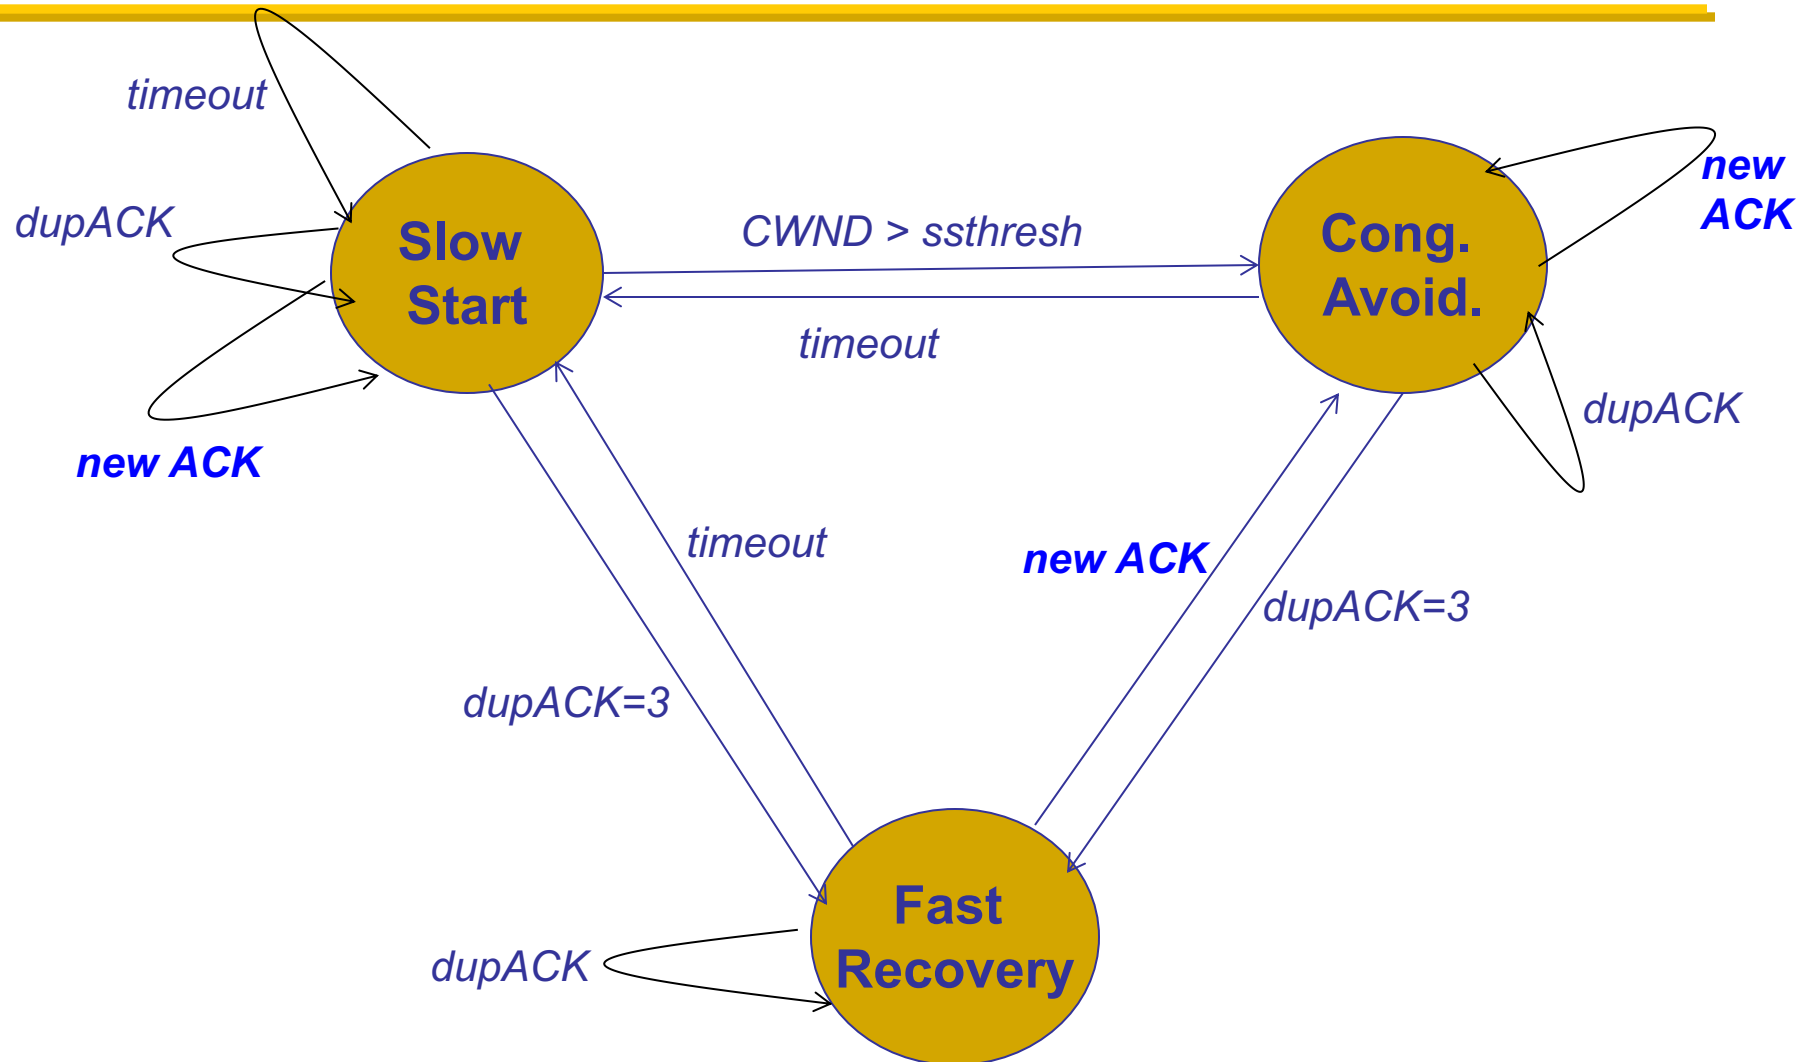 timeout
dupACK
Slow
Start
new ACK
CWND > ssthresh
timeout
Cong.
Avoid.
new
ACK
dupACK
timeout
new ACK
dupACK=3
dupACK=3
Fast
Recovery
dupACK